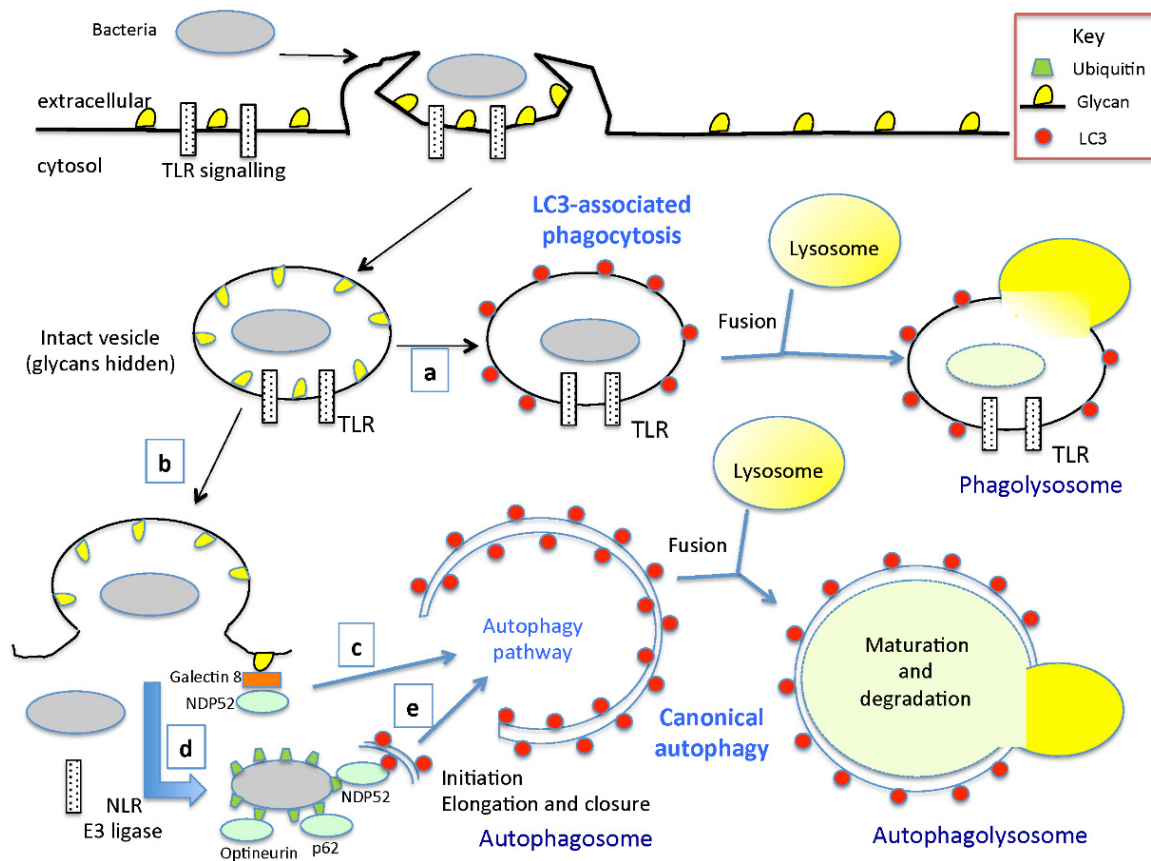 Bacteria
extracellular
cytosol
TLR signalling
Key
Ubiquitin
Glycan
LC3
LC3-associated
phagocytosis
Lysosome
Fusion
Intact vesicle
(glycans hidden)
a
TLR
TLR
TLR
Phagolysosome
b
Lysosome
Fusion
Autophagy
pathway
c
Galectin 8
NDP52
e
Canonical
autophagy
Maturation
and
degradation
d
NDP52
Initiation
Elongation and closure
NLR
E3 ligase
Optineurin
p62
Autophagosome
Autophagolysosome